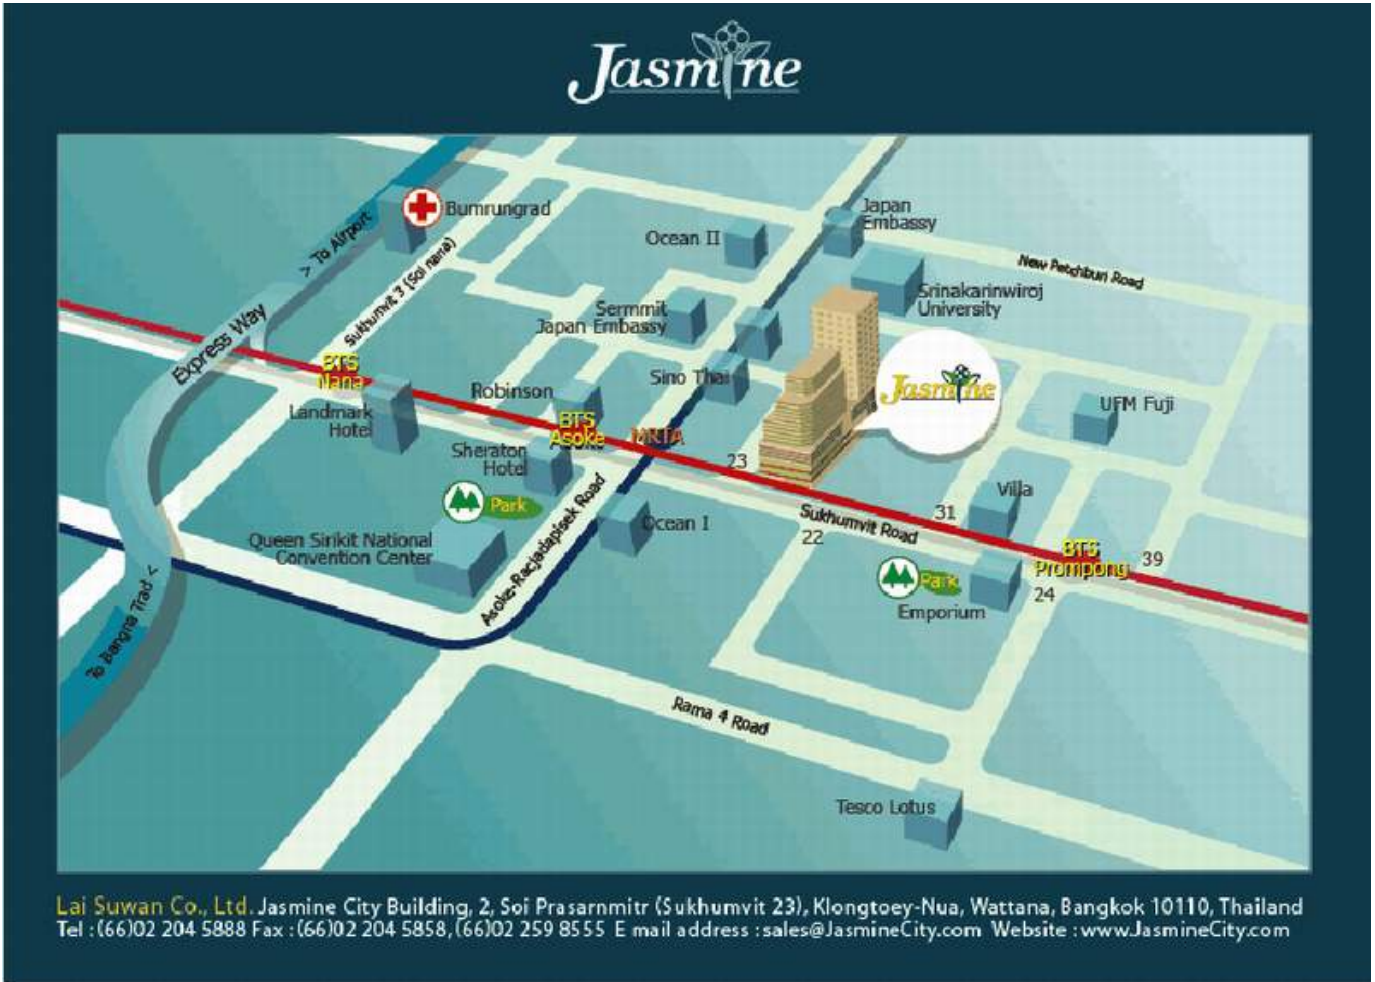 Jasmine
Bumrungrad
> To Airport
Sukhumvit 3 (Soi nana)
Express Way
Ocean II
Japan
Embassy
New Petchburi Road
Srinakarinwiroj
University
Sermmit
Japan Embassy
Sino Thai
Jasmine
UFM Fuji
BTS
Nana
Landmark
Hotel
Robinson
BTS
Asoke
MRTA
Sheraton
Hotel
23
Park
Asoke-Racjadapisek Road
Ocean I
Queen Sirikit National
Convention Center
Villa
31
Sukhumvit Road
22
BTS
Prompong
39
Park
24
Emporium
To Bangna Trad <
Rama 4 Road
Tesco Lotus
Lai Suwan Co., Ltd. Jasmine City Building, 2, Soi Prasarnmitr (Sukhumvit 23), Klongtoey-Nua, Wattana, Bangkok 10110, Thailand
Tel : (66)02 204 5888 Fax : (66)02 204 5858, (66)02 259 8555 E mail address : sales@JasmineCity.com Website : www.JasmineCity.com